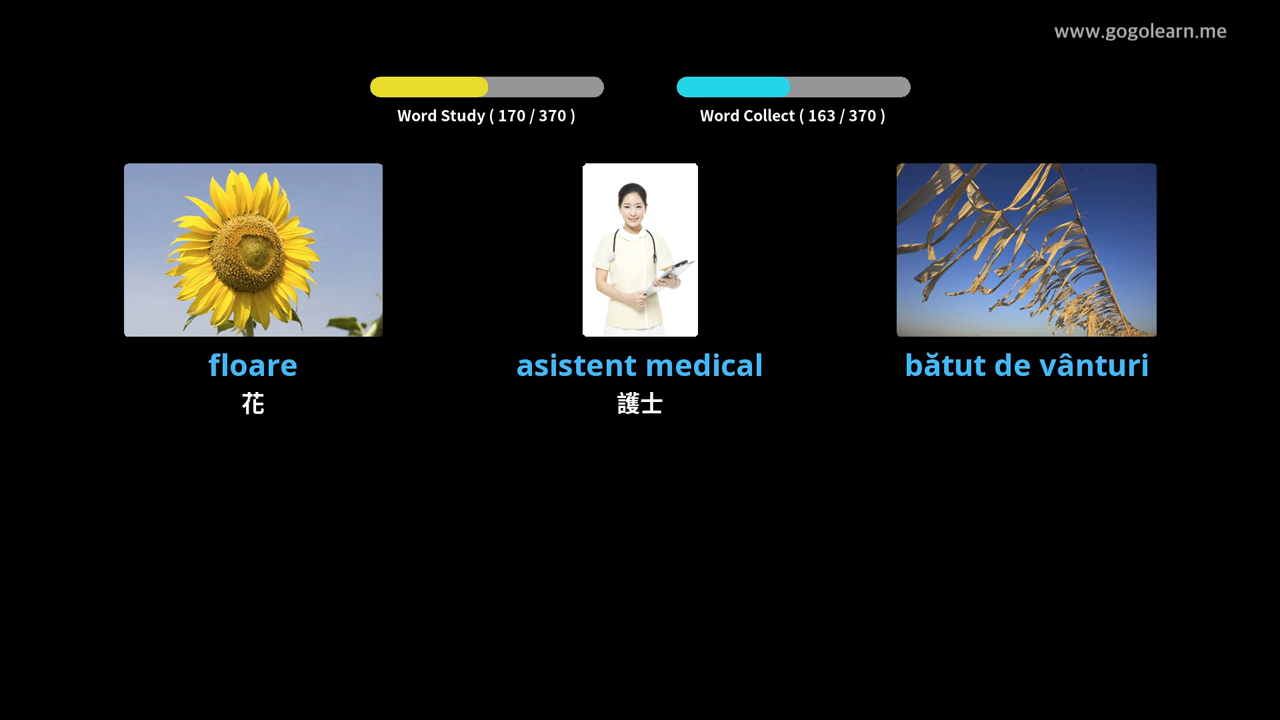 www.gogolearn.me
Word Study ( 170 / 370 )
Word Collect ( 163 / 370 )
floare
asistent medical
bătut de vânturi
花
護士